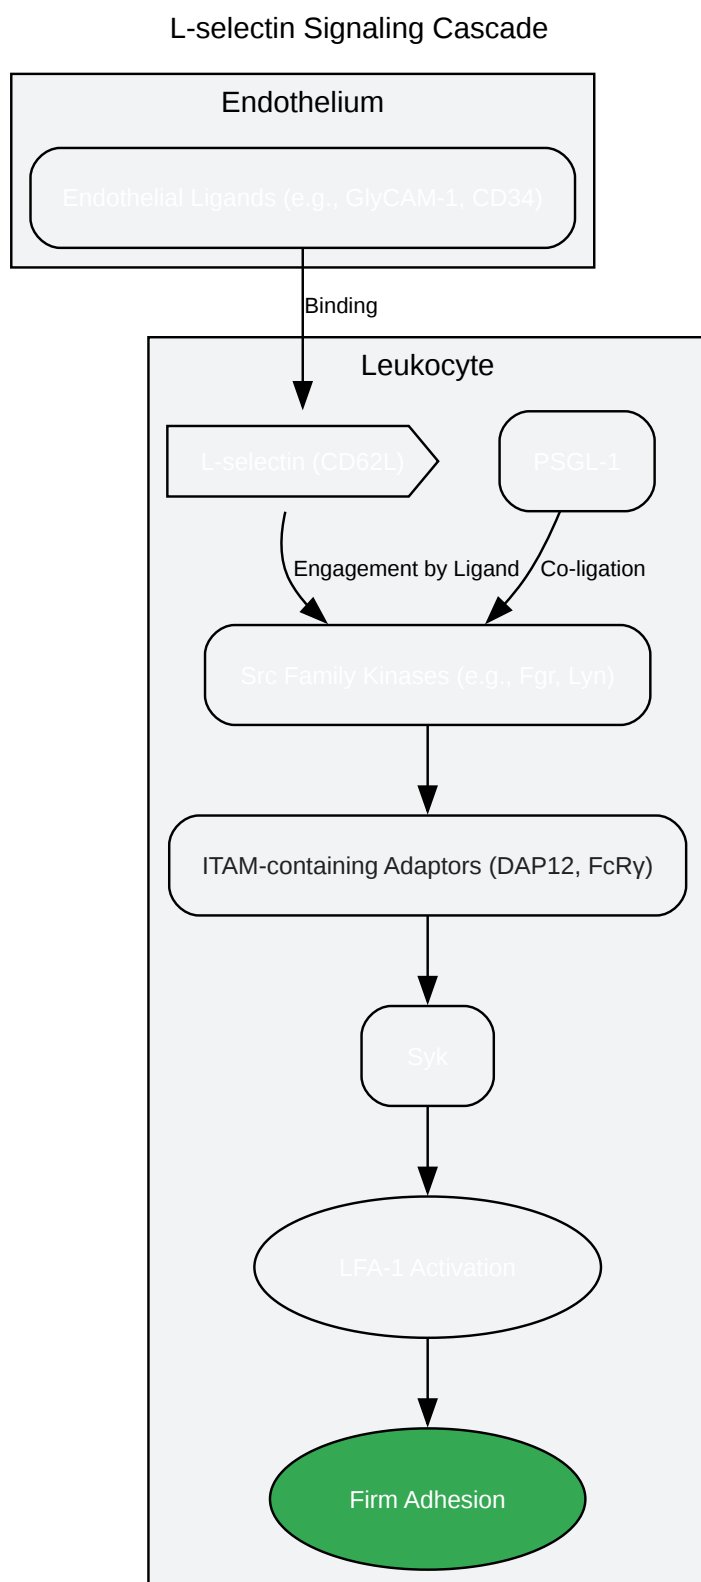 L-selectin Signaling Cascade
Endothelium
Endothelial Ligands (e.g., GlyCAM-1, CD34)
Binding
Leukocyte
L-selectin (CD62L)
PSGL-1
Engagement by Ligand
Co-ligation
Src Family Kinases (e.g., Fgr, Lyn)
ITAM-containing Adaptors (DAP12, FcRγ)
Syk
LFA-1 Activation
Firm Adhesion